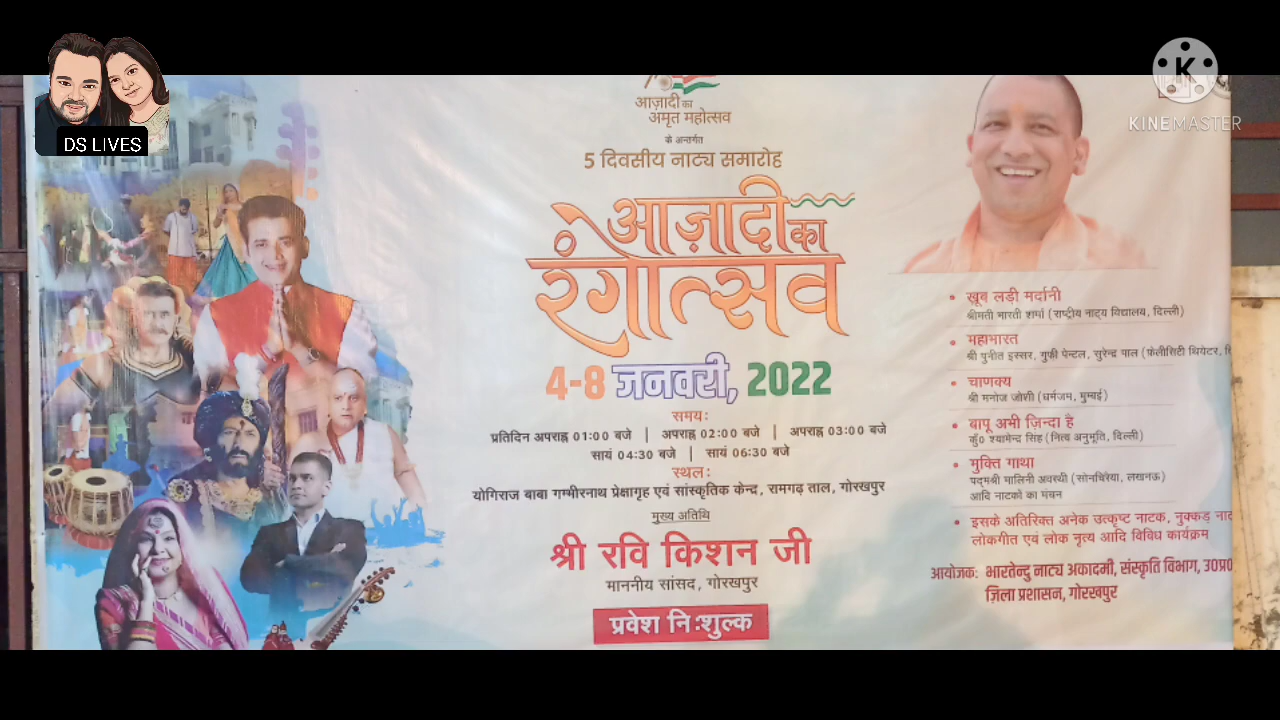 DS LIVES
K
KINEMASTER
आज़ादी का
अमृत महोत्सव
के अन्तर्गत
5 दिवसीय नाट्य समारोह
आज़ादी का
रंगोत्सव
4-8 जनवरी, 2022
समय:
प्रतिदिन अपराह्न 01:00 बजे | अपराह्न 02:00 बजे | अपराह्न 03:00 बजे
सायं 04:30 बजे | सायं 06:30 बजे
स्थल:
योगिराज बाबा गम्भीरनाथ प्रेक्षागृह एवं सांस्कृतिक केन्द्र, रामगढ़ ताल, गोरखपुर
मुख्य अतिथि
श्री रवि किशन जी
माननीय सांसद, गोरखपुर
प्रवेश नि:शुल्क
• खूब लड़ी मर्दानी
श्रीमती भारती शर्मा (राष्ट्रीय नाट्य विद्यालय, दिल्ली)
• महाभारत
श्री पुनीत इस्सर, गुफी पेन्टल, सुरेन्द्र पाल (फेलीसिटी थियेटर,
• चाणक्य
श्री मनोज जोशी (धर्मजम, मुम्बई)
• बापू अभी ज़िन्दा है
कुँ० श्यामेन्द सिंह (नित्य अनुभूति, दिल्ली)
• मुक्ति गाथा
पद्मश्री मालिनी अवस्थी (सोनचिरैया, लखनऊ)
आदि नाटकों का मंचन
• इसके अतिरिक्त अनेक उत्कृष्ट नाटक, नुक्कड़
लोकगीत एवं लोक नृत्य आदि विविध कार्यक्रम
आयोजक: भारतेन्दु नाट्य अकादमी, संस्कृति विभाग, उ०प्र०
ज़िला प्रशासन, गोरखपुर